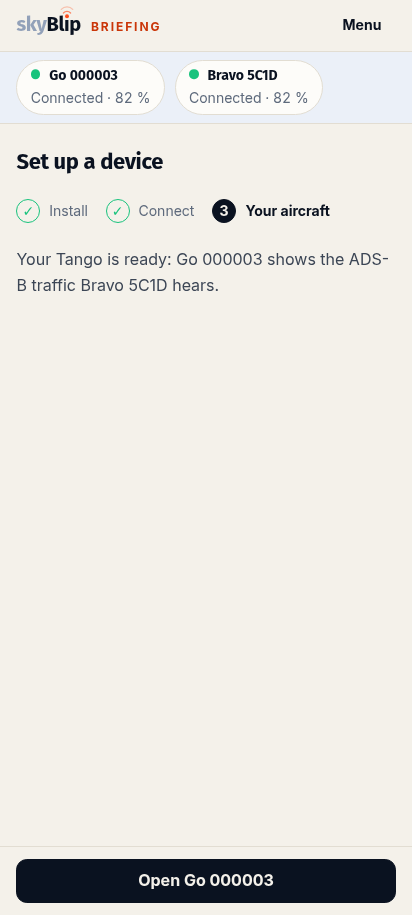 skyBlip BRIEFING
Menu
Go 000003
Connected · 82 %
Bravo 5C1D
Connected · 82 %
Set up a device
✓ Install ✓ Connect 3 Your aircraft
Your Tango is ready: Go 000003 shows the ADS-
B traffic Bravo 5C1D hears.
Open Go 000003